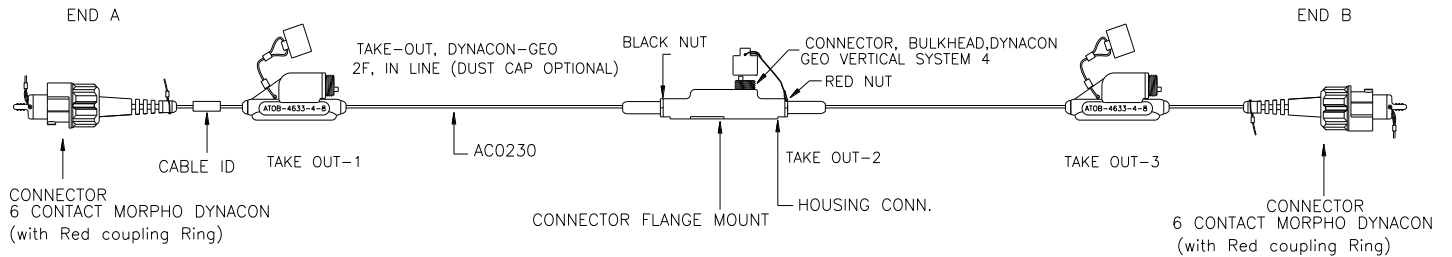 END A
END B
TAKE-OUT, DYNACON-GEO
2F, IN LINE (DUST CAP OPTIONAL)
BLACK NUT
CONNECTOR, BULKHEAD,DYNACON
GEO VERTICAL SYSTEM 4
RED NUT
ATOB-4633-4-8
ATOB-4633-4-8
CABLE ID
TAKE OUT-1
AC0230
TAKE OUT-2
TAKE OUT-3
CONNECTOR
6 CONTACT MORPHO DYNACON
(with Red coupling Ring)
CONNECTOR FLANGE MOUNT
HOUSING CONN.
CONNECTOR
6 CONTACT MORPHO DYNACON
(with Red coupling Ring)